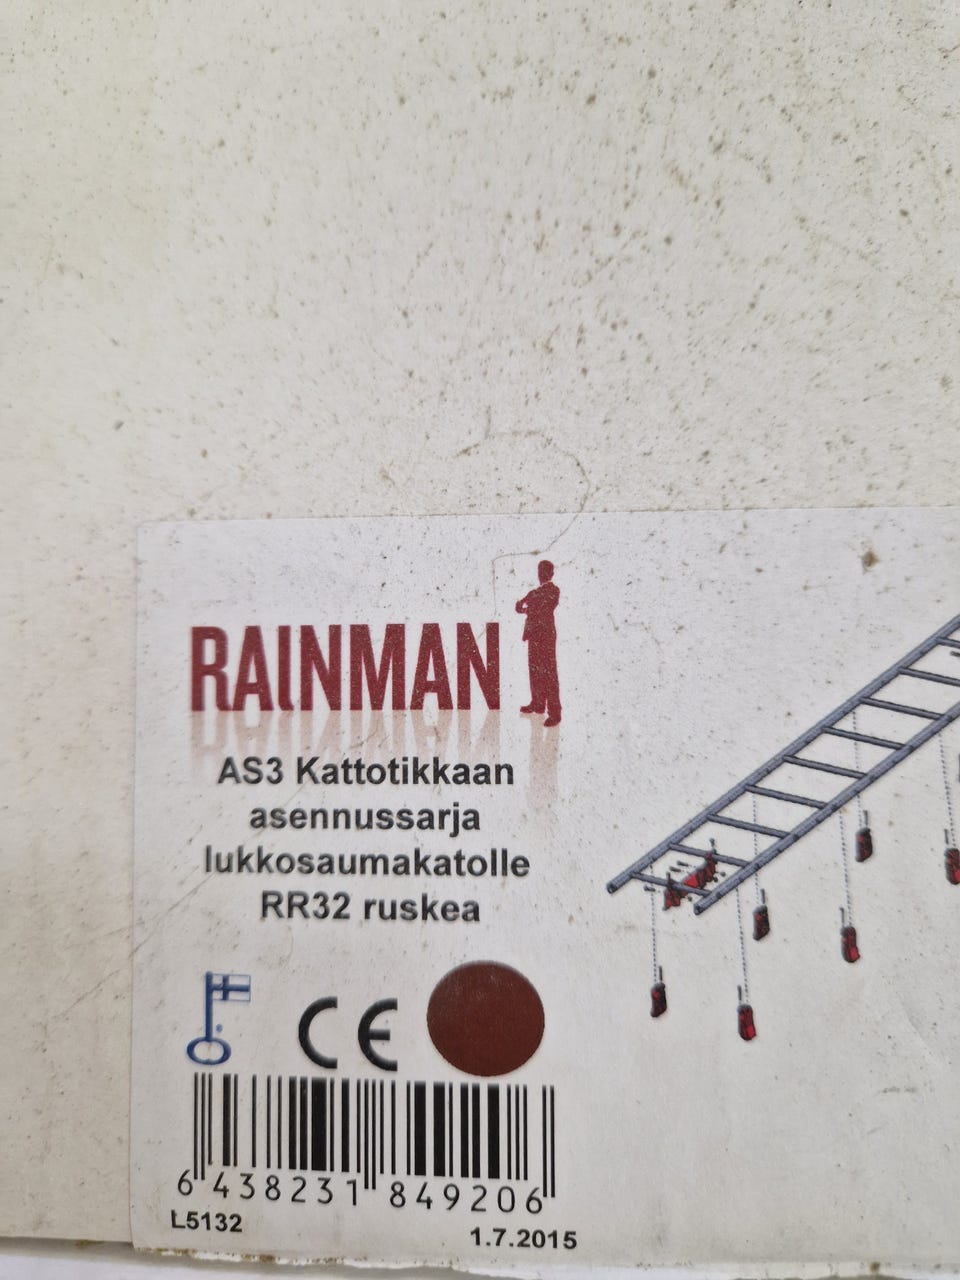 RAINMAN
AS3 Kattotikkaan
asennussarja
lukkosaumakatolle
RR32 ruskea
CE
6 438231 849206
L5132
1.7.2015